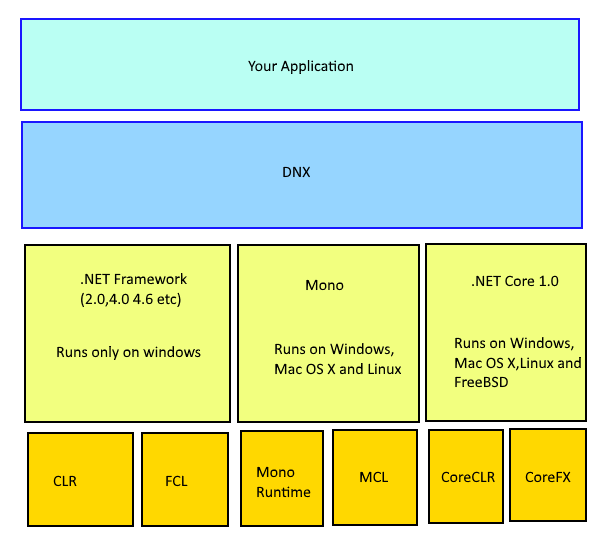 Your Application
DNX
.NET Framework
(2.0,4.0 4.6 etc)
Runs only on windows
Mono
Runs on Windows,
Mac OS X and Linux
.NET Core 1.0
Runs on Windows,
Mac OS X,Linux and
FreeBSD
CLR
FCL
Mono
Runtime
MCL
CoreCLR
CoreFX